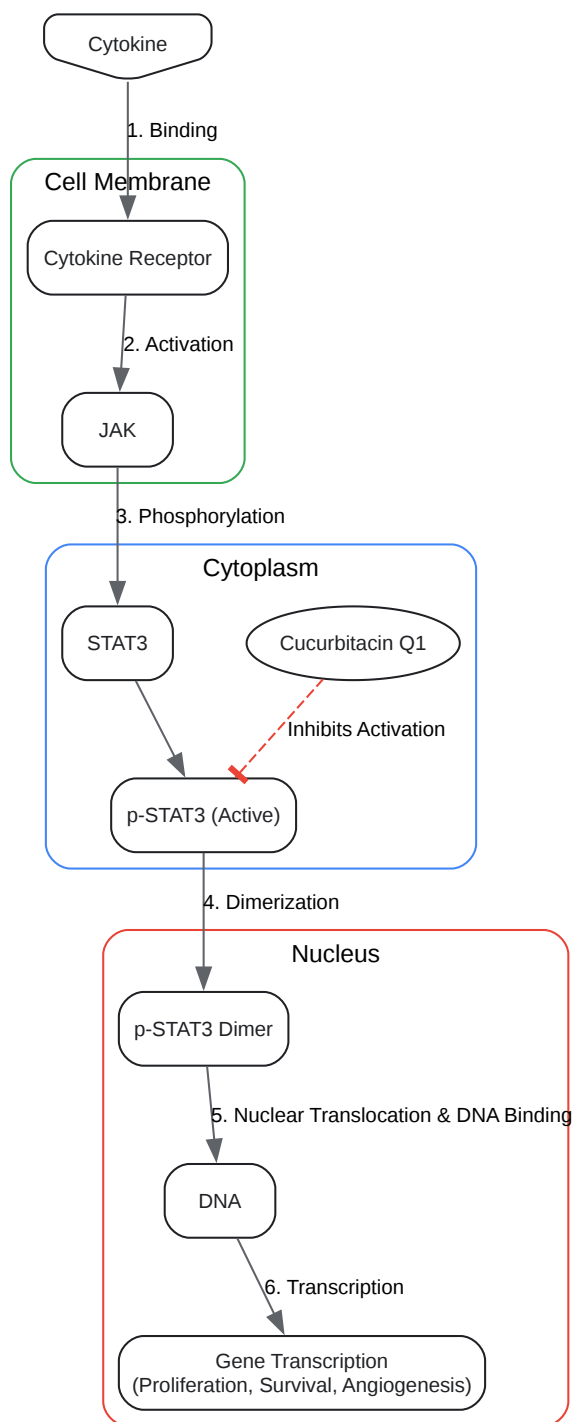 Cytokine
1. Binding
Cell Membrane
Cytokine Receptor
2. Activation
JAK
3. Phosphorylation
Cytoplasm
STAT3
Cucurbitacin Q1
Inhibits Activation
p-STAT3 (Active)
4. Dimerization
Nucleus
p-STAT3 Dimer
5. Nuclear Translocation & DNA Binding
DNA
6. Transcription
Gene Transcription
(Proliferation, Survival, Angiogenesis)